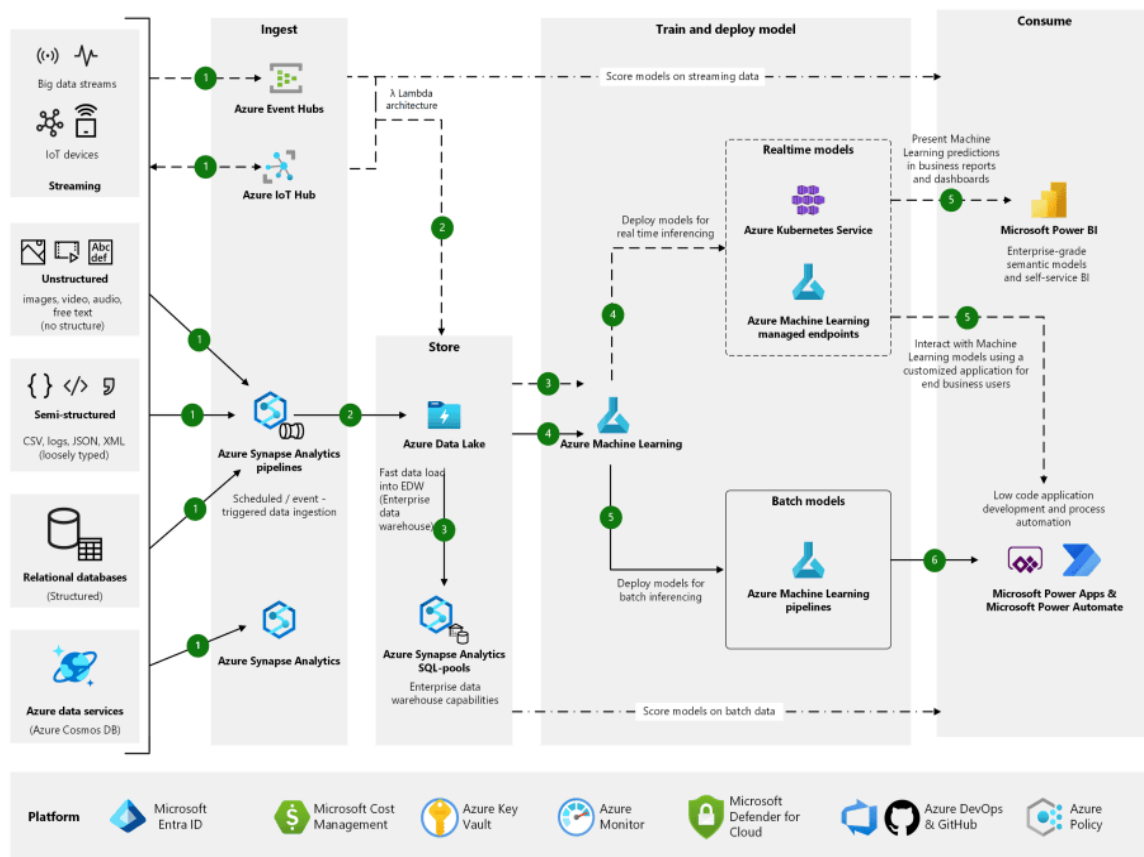 Ingest
Train and deploy model
Consume
Big data streams
IoT devices
Streaming
1
Azure Event Hubs
λ Lambda
architecture
Score models on streaming data
1
Azure IoT Hub
2
Unstructured
images, video, audio,
free text
(no structure)
Abc
def
1
Semi-structured
CSV, logs, JSON, XML
(loosely typed)
1
Relational databases
(Structured)
1
Azure data services
(Azure Cosmos DB)
1
Azure Synapse Analytics
pipelines
Scheduled / event -
triggered data ingestion
Azure Synapse Analytics
2
Store
Azure Data Lake
Fast data load
into EDW
(Enterprise
data
warehouse)
3
Azure Synapse Analytics
SQL-pools
Enterprise data
warehouse capabilities
3
4
Azure Machine Learning
4
Deploy models for
real time inferencing
Realtime models
Azure Kubernetes Service
Azure Machine Learning
managed endpoints
5
Deploy models for
batch inferencing
Batch models
Azure Machine Learning
pipelines
Score models on batch data
Present Machine
Learning predictions
in business reports
and dashboards
5
Microsoft Power BI
Enterprise-grade
semantic models
and self-service BI
5
Interact with Machine
Learning models using a
customized application for
end business users
Low code application
development and process
automation
6
Microsoft Power Apps &
Microsoft Power Automate
Platform
Microsoft
Entra ID
Microsoft Cost
Management
Azure Key
Vault
Azure
Monitor
Microsoft
Defender for
Cloud
Azure DevOps
& GitHub
Azure
Policy